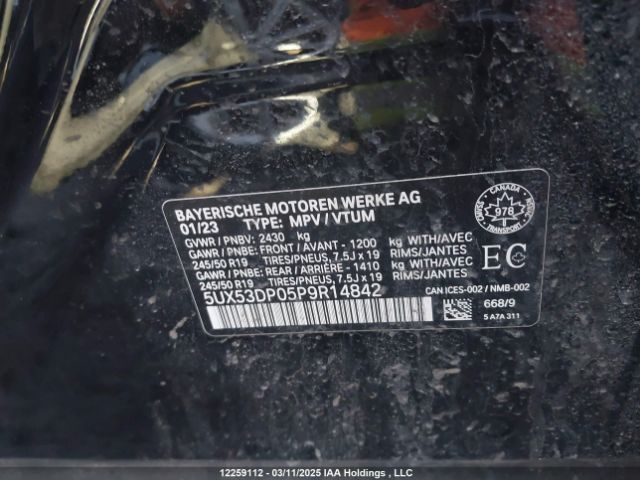 BAYERISCHE MOTOREN WERKE AG
01/23 TYPE: MPV / VTUM
GVWR / PNBV: 2430 kg
GAWR / PNBE: FRONT / AVANT - 1200 kg WITH/AVEC
245/50 R19 TIRES/PNEUS, 7.5J x 19 RIMS/JANTES
GAWR / PNBE: REAR / ARRIÈRE - 1410 kg WITH/AVEC
245/50 R19 TIRES/PNEUS, 7.5J x 19 RIMS/JANTES
5UX53DP05P9R14842
CANADA
978
TRANSPORT
EC
CAN ICES-002 / NMB-002
668/9
5 A7A 311
12259112 - 03/11/2025 IAA Holdings , LLC